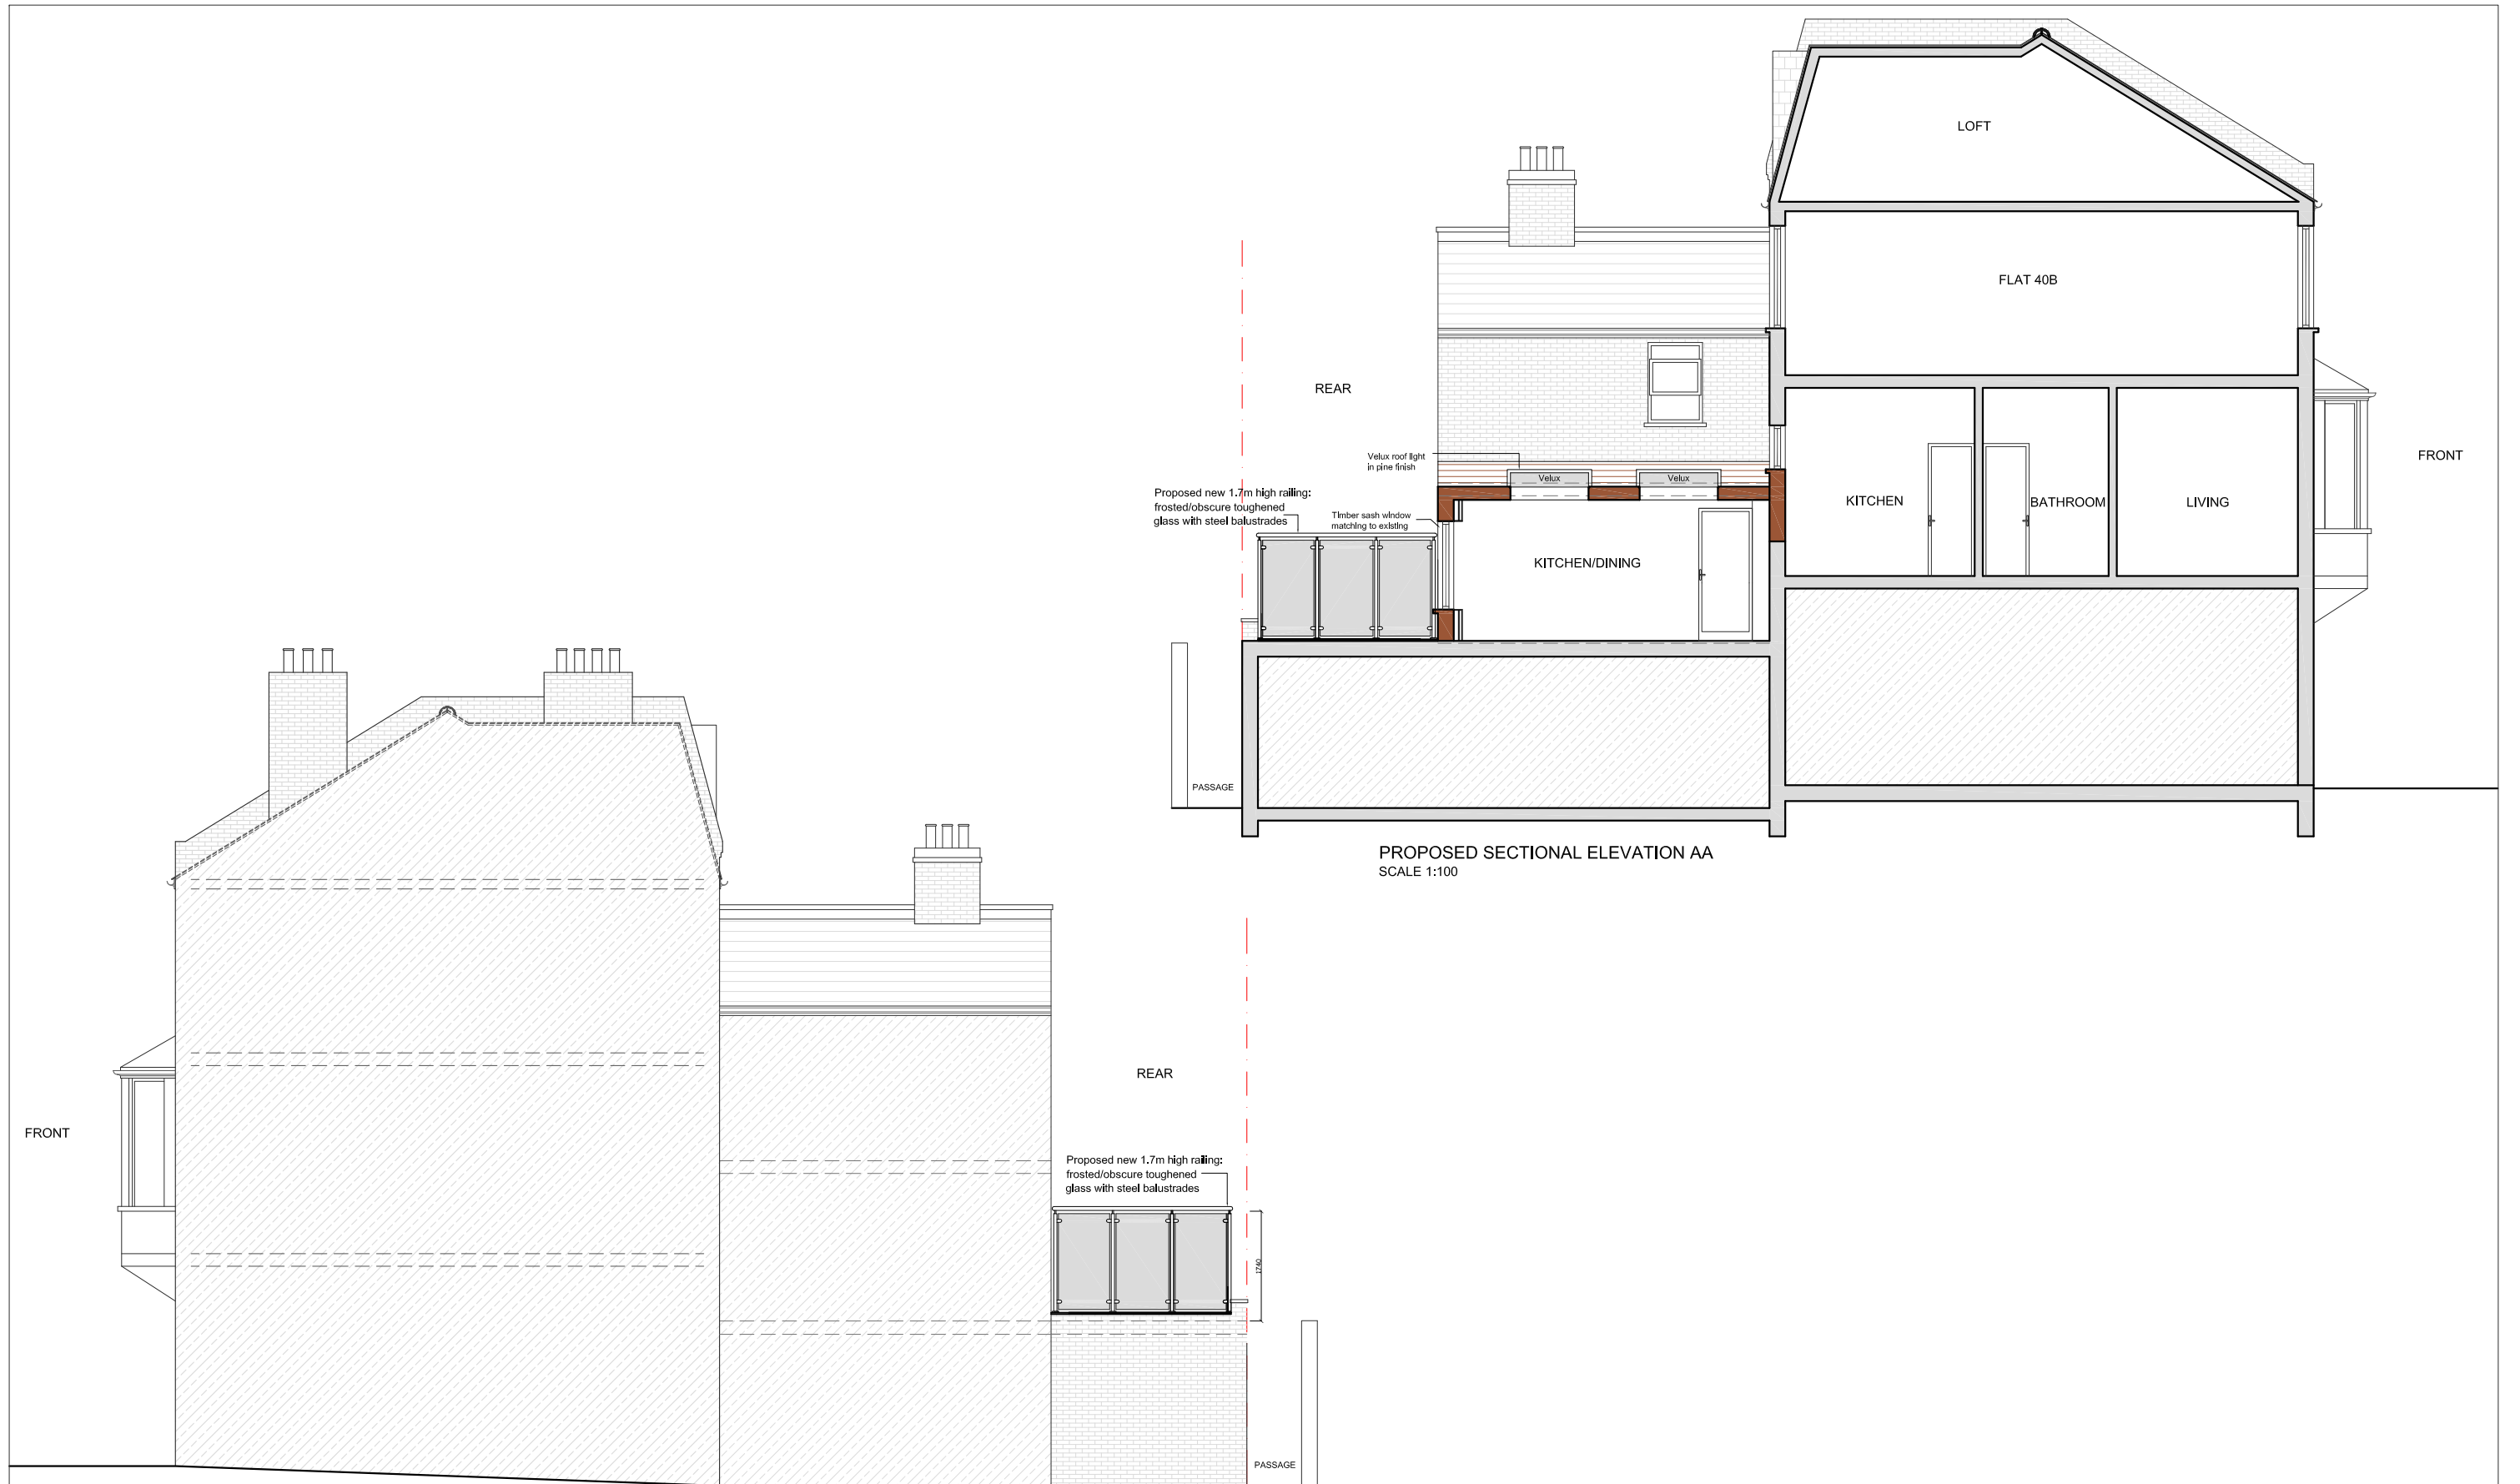 LOFT
FLAT 40B
REAR
FRONT
Velux roof light
in pine finish
Velux
Velux
Proposed new 1.7m high railing:
frosted/obscure toughened
glass with steel balustrades
Timber sash window
matching to existing
KITCHEN
BATHROOM
LIVING
KITCHEN/DINING
PASSAGE
PROPOSED SECTIONAL ELEVATION AA
SCALE 1:100
REAR
FRONT
Proposed new 1.7m high railing:
frosted/obscure toughened
glass with steel balustrades
1740
PASSAGE